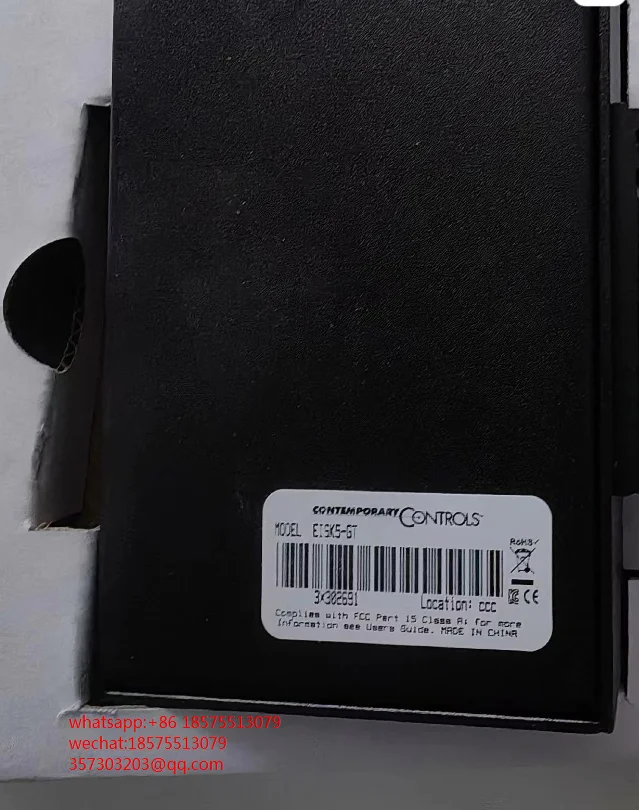 CONTEMPORARY CONTROLS
MODEL EISK5-GT
RoHS✓
3X302691 Location: CCC
CE
Complies with FCC Part 15 Class A; for more
Information see Users Guide. MADE IN CHINA
whatsapp:+86 18575513079
wechat:18575513079
357303203@qq.com